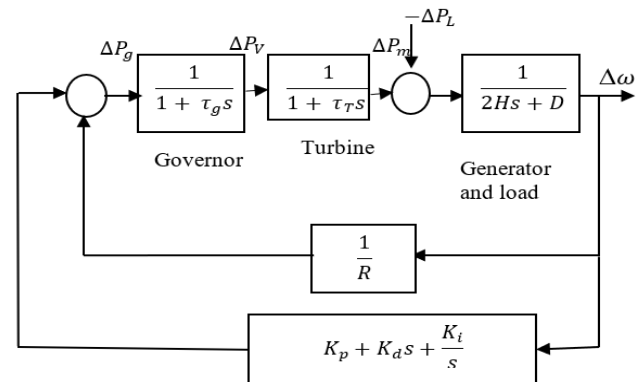 −ΔP_L
ΔP_g
ΔP_V
ΔP_m
Δω
1
1 + τ_g s
1
1 + τ_T s
1
2Hs + D
Governor
Turbine
Generator
and load
1
R
K_p + K_d s + K_i
s